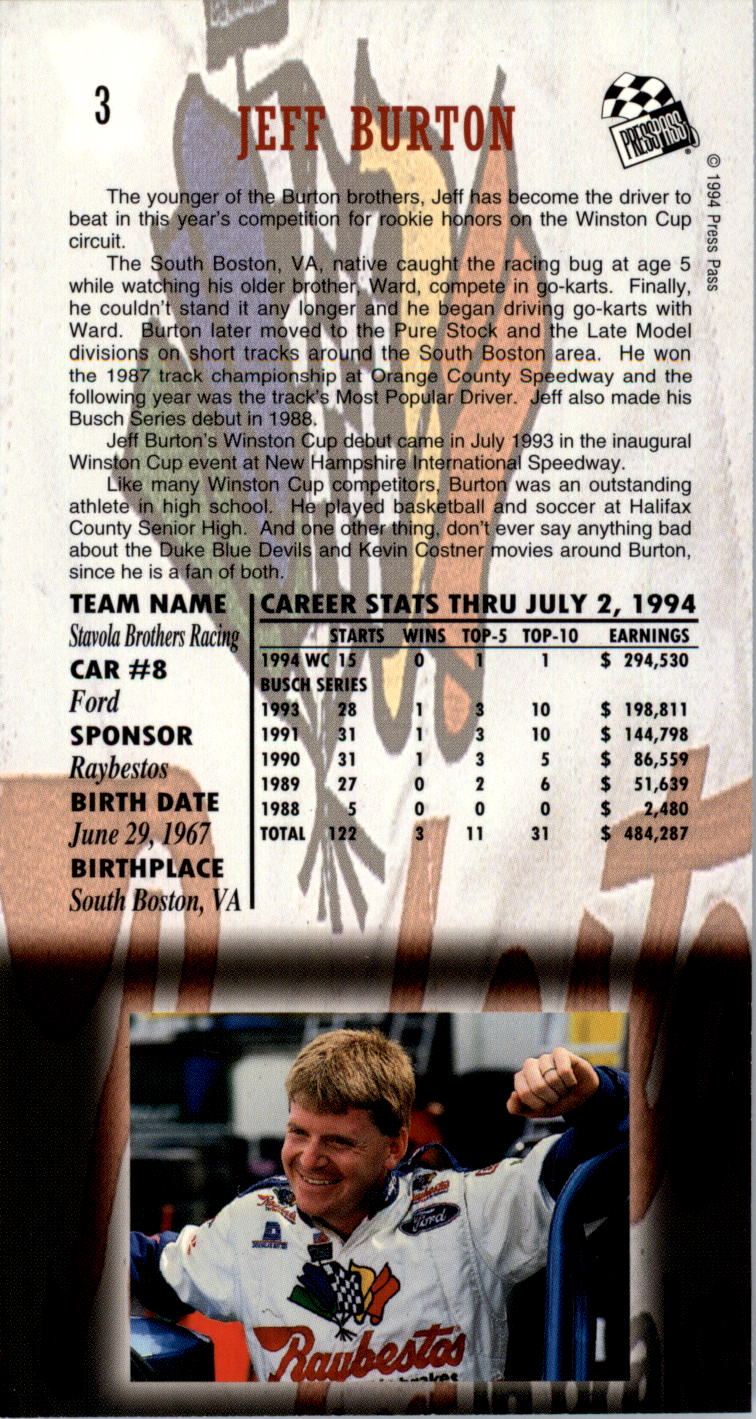 3
JEFF BURTON
PRESS PASS
© 1994 Press Pass
The younger of the Burton brothers, Jeff has become the driver to
beat in this year's competition for rookie honors on the Winston Cup
circuit.
The South Boston, VA, native caught the racing bug at age 5
while watching his older brother, Ward, compete in go-karts. Finally,
he couldn't stand it any longer and he began driving go-karts with
Ward. Burton later moved to the Pure Stock and the Late Model
divisions on short tracks around the South Boston area. He won
the 1987 track championship at Orange County Speedway and the
following year was the track's Most Popular Driver. Jeff also made his
Busch Series debut in 1988.
Jeff Burton's Winston Cup debut came in July 1993 in the inaugural
Winston Cup event at New Hampshire International Speedway.
Like many Winston Cup competitors, Burton was an outstanding
athlete in high school. He played basketball and soccer at Halifax
County Senior High. And one other thing, don't ever say anything bad
about the Duke Blue Devils and Kevin Costner movies around Burton,
since he is a fan of both.
TEAM NAME
Stavola Brothers Racing
CAR #8
Ford
SPONSOR
Raybestos
BIRTH DATE
June 29, 1967
BIRTHPLACE
South Boston, VA
CAREER STATS THRU JULY 2, 1994
STARTS WINS TOP-5 TOP-10 EARNINGS
1994 WC 15 0 1 1 $ 294,530
BUSCH SERIES
1993 28 1 3 10 $ 198,811
1991 31 1 3 10 $ 144,798
1990 31 1 3 5 $ 86,559
1989 27 0 2 6 $ 51,639
1988 5 0 0 0 $ 2,480
TOTAL 122 3 11 31 $ 484,287
Raybestos
Raybestos
Ford
Raybestos
brakes